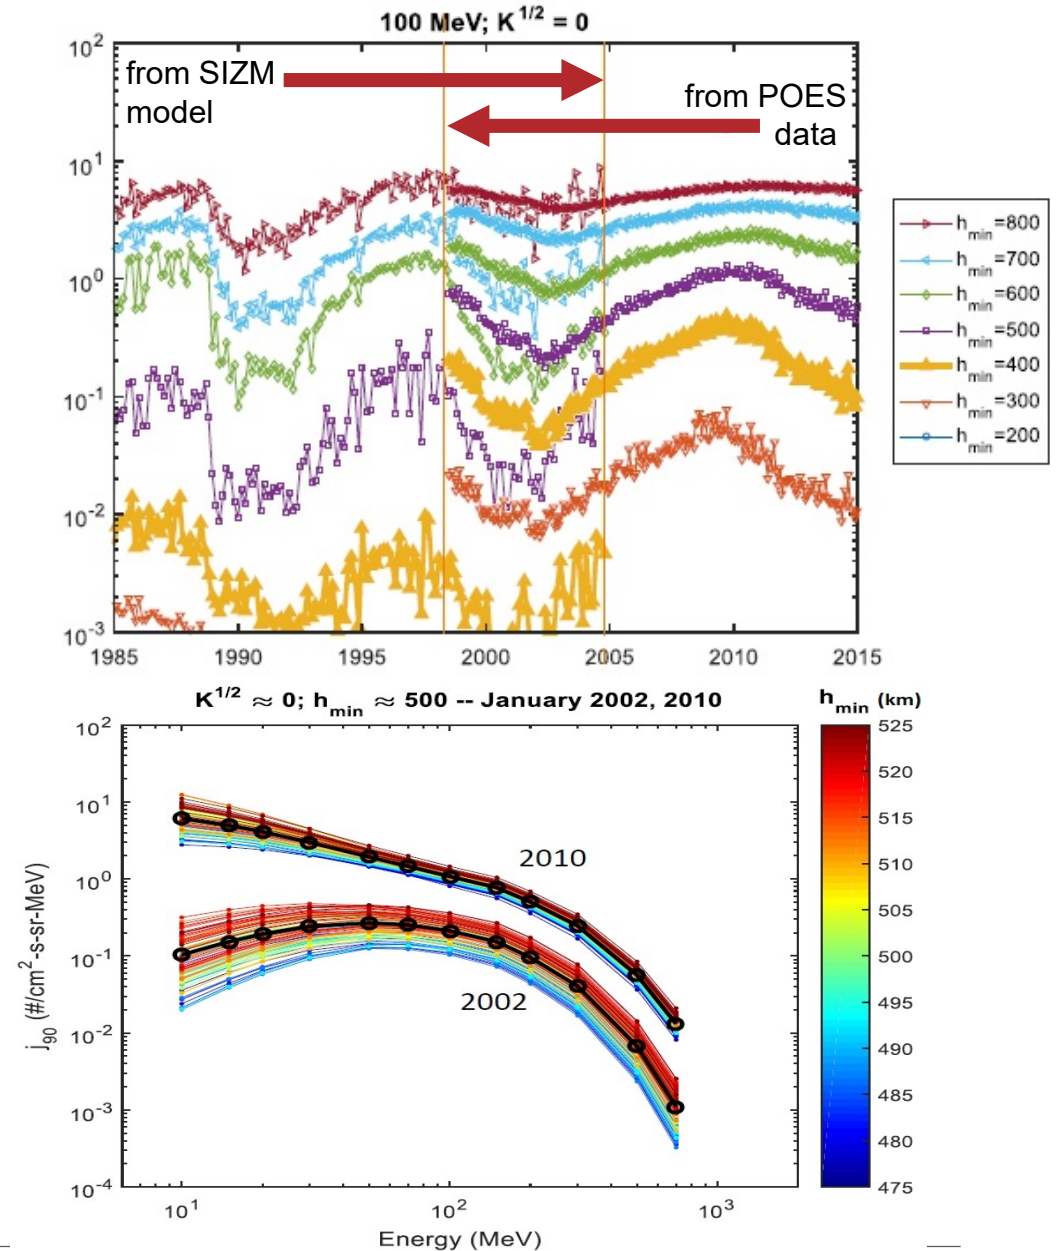 100 MeV; K^1/2 = 0
10^2
10^1
10^0
10^-1
10^-2
10^-3
from SIZM
model
from POES
data
1985 1990 1995 2000 2005 2010 2015
h_min=800
h_min=700
h_min=600
h_min=500
h_min=400
h_min=300
h_min=200
K^1/2 ≈ 0; h_min ≈ 500 -- January 2002, 2010
h_min (km)
j_90 (#/cm^2-s-sr-MeV)
10^2
10^1
10^0
10^-1
10^-2
10^-3
10^-4
2010
2002
10^1 10^2 10^3
Energy (MeV)
525
520
515
510
505
500
495
490
485
480
475